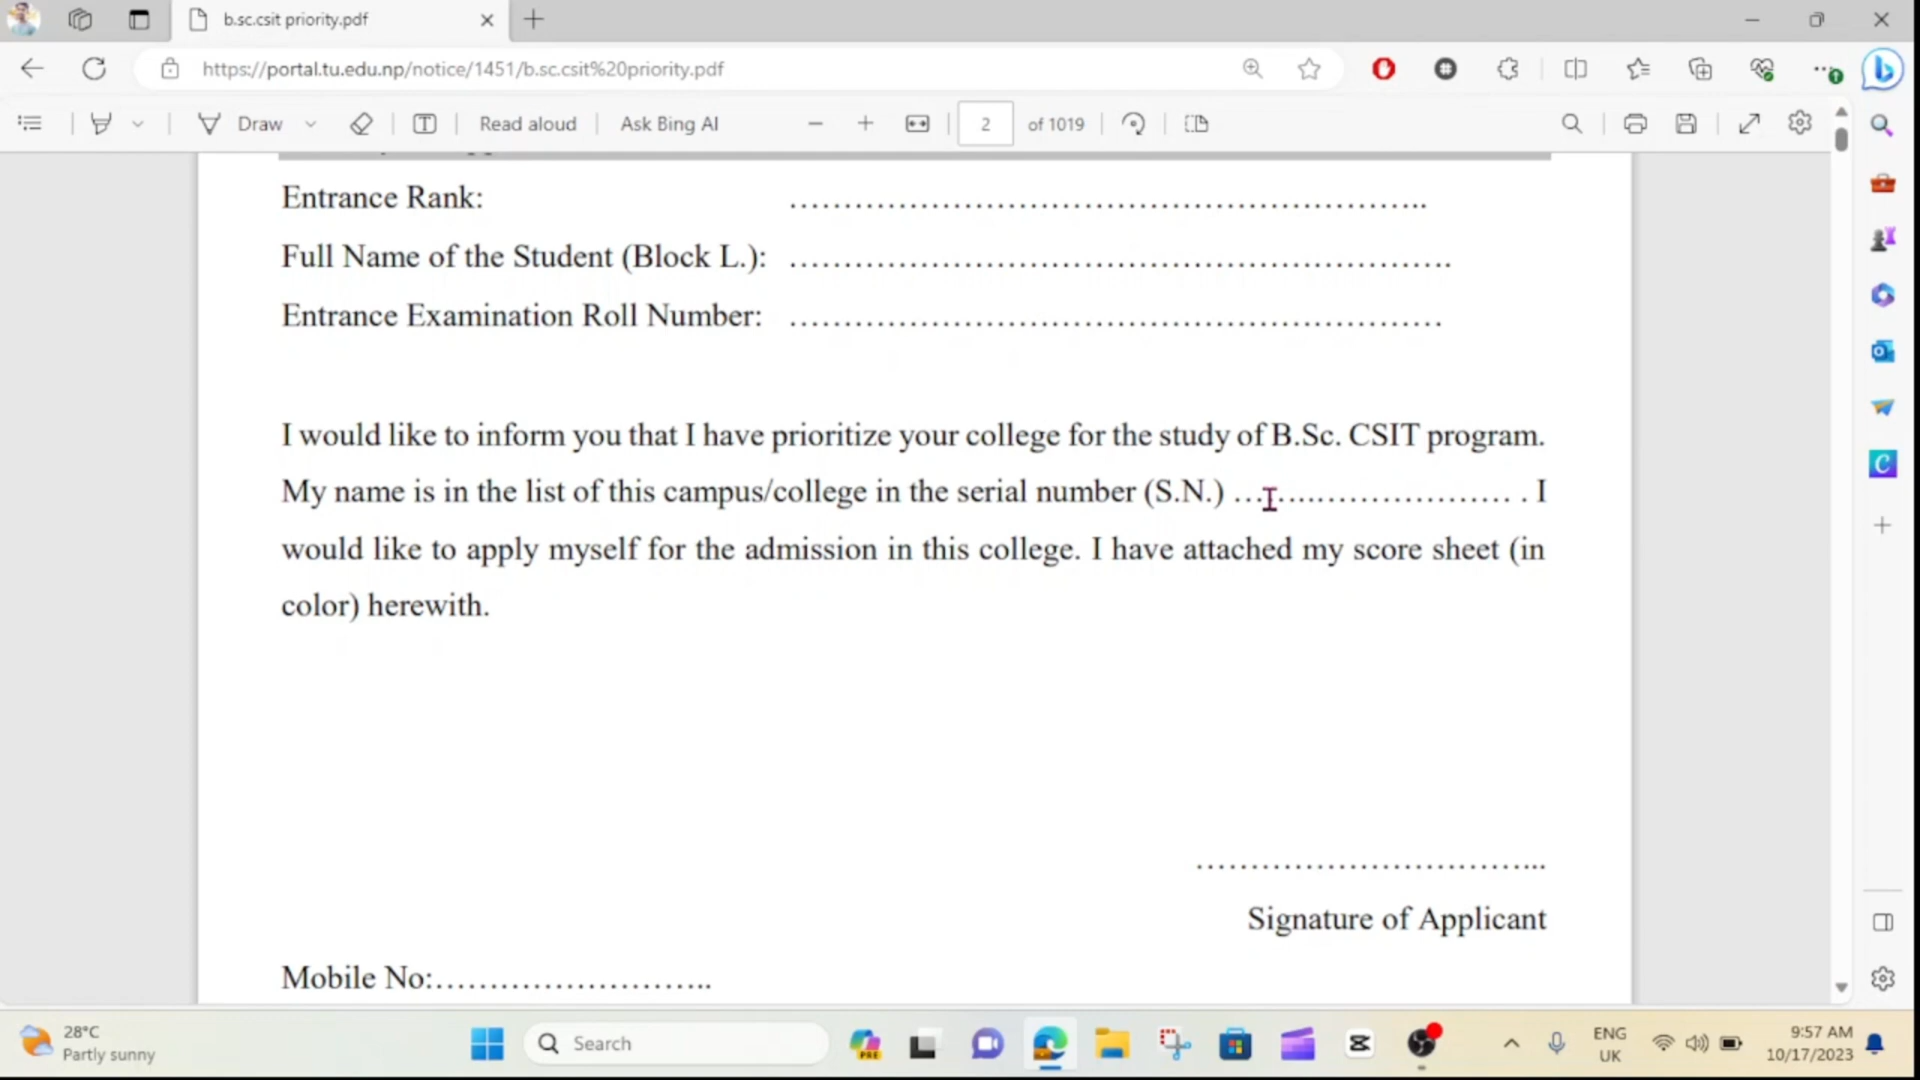 b.sc.csit priority.pdf
https://portal.tu.edu.np/notice/1451/b.sc.csit%20priority.pdf
Draw
Read aloud
Ask Bing AI
2 of 1019
Entrance Rank: ………………………………………………………..
Full Name of the Student (Block L.): ………………………………………………………….
Entrance Examination Roll Number: …………………………………………………………
I would like to inform you that I have prioritize your college for the study of B.Sc. CSIT program.
My name is in the list of this campus/college in the serial number (S.N.) ………………………… . I
would like to apply myself for the admission in this college. I have attached my score sheet (in
color) herewith.
……………………………...
Signature of Applicant
Mobile No:………………………..
28°C
Partly sunny
Search
PRE
ENG
UK
9:57 AM
10/17/2023